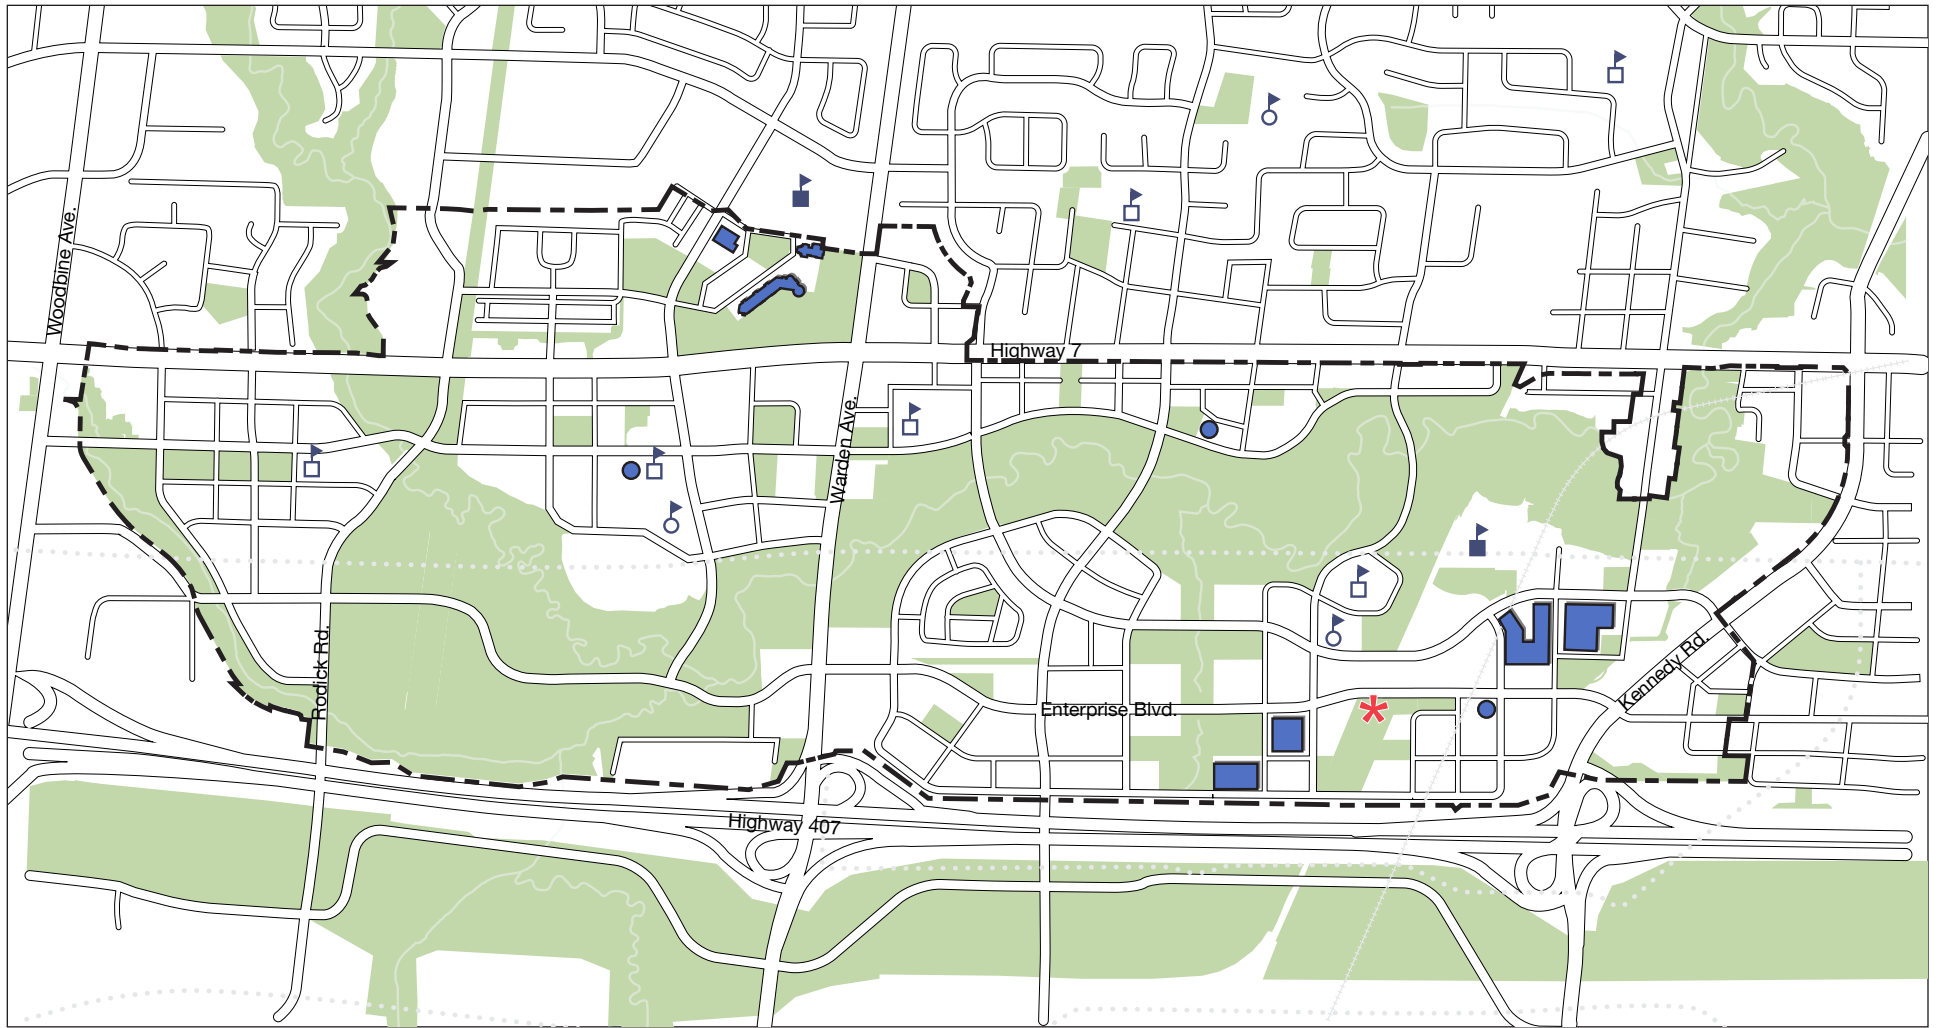 Woodbine Ave.
Highway 7
Warden Ave.
Rodick Rd.
Kennedy Rd.
Enterprise Blvd.
Highway 407